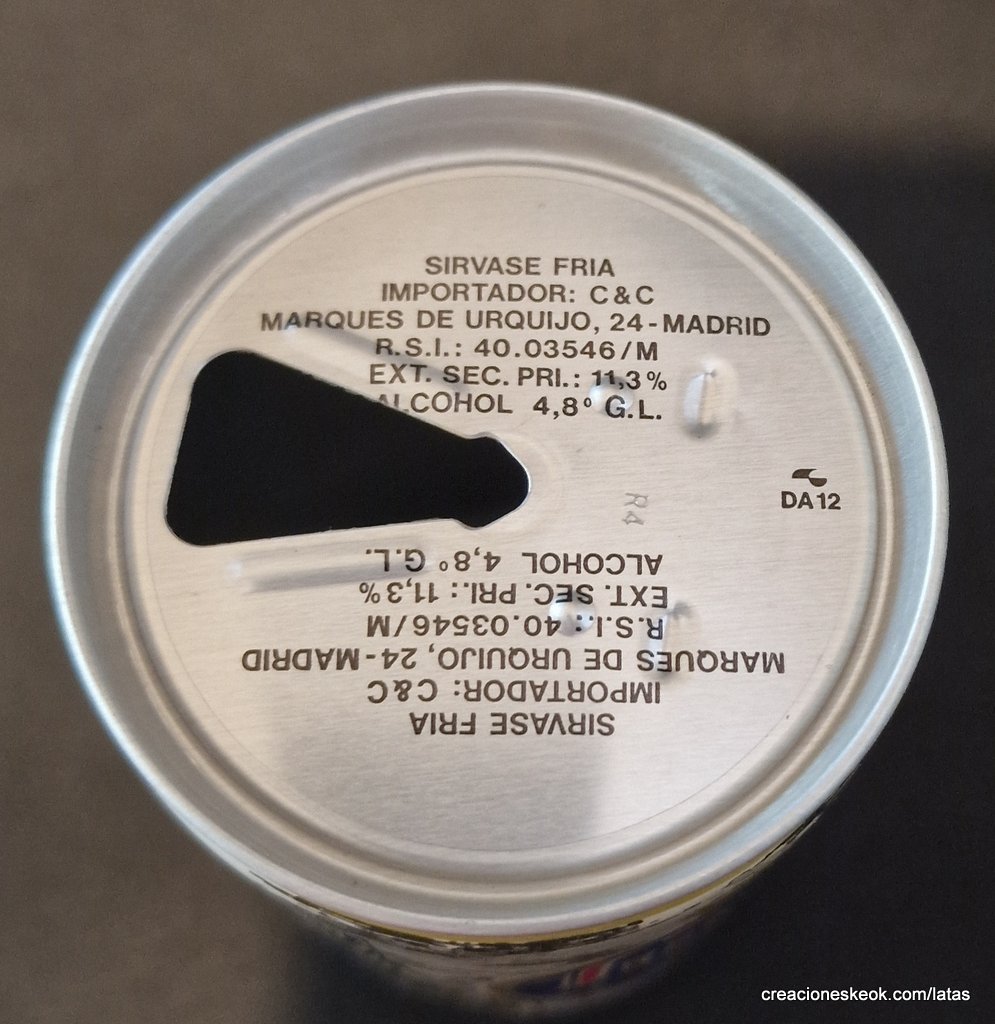 SIRVASE FRIA
IMPORTADOR: C&C
MARQUES DE URQUIJO, 24-MADRID
R.S.I.: 40.03546/M
EXT. SEC. PRI.: 11,3%
ALCOHOL 4,8º G.L.
DA12
R4
ALCOHOL 4,8º G.L.
EXT. SEC. PRI.: 11,3%
R.S.I.: 40.03546/M
MARQUES DE URQUIJO, 24-MADRID
IMPORTADOR: C&C
SIRVASE FRIA
creacioneskeok.com/latas